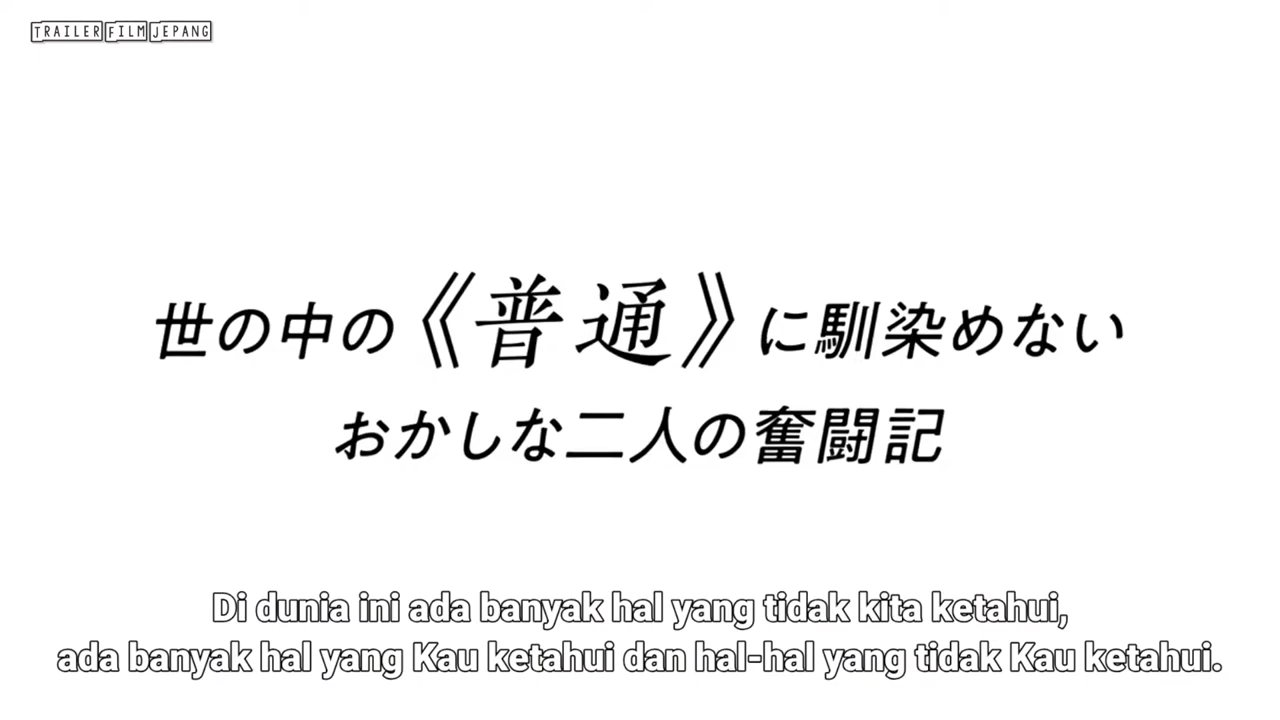 TRAILER FILM JEPANG
世の中の《普通》に馴染めない
おかしな二人の奮闘記
Di dunia ini ada banyak hal yang tidak kita ketahui,
ada banyak hal yang Kau ketahui dan hal-hal yang tidak Kau ketahui.